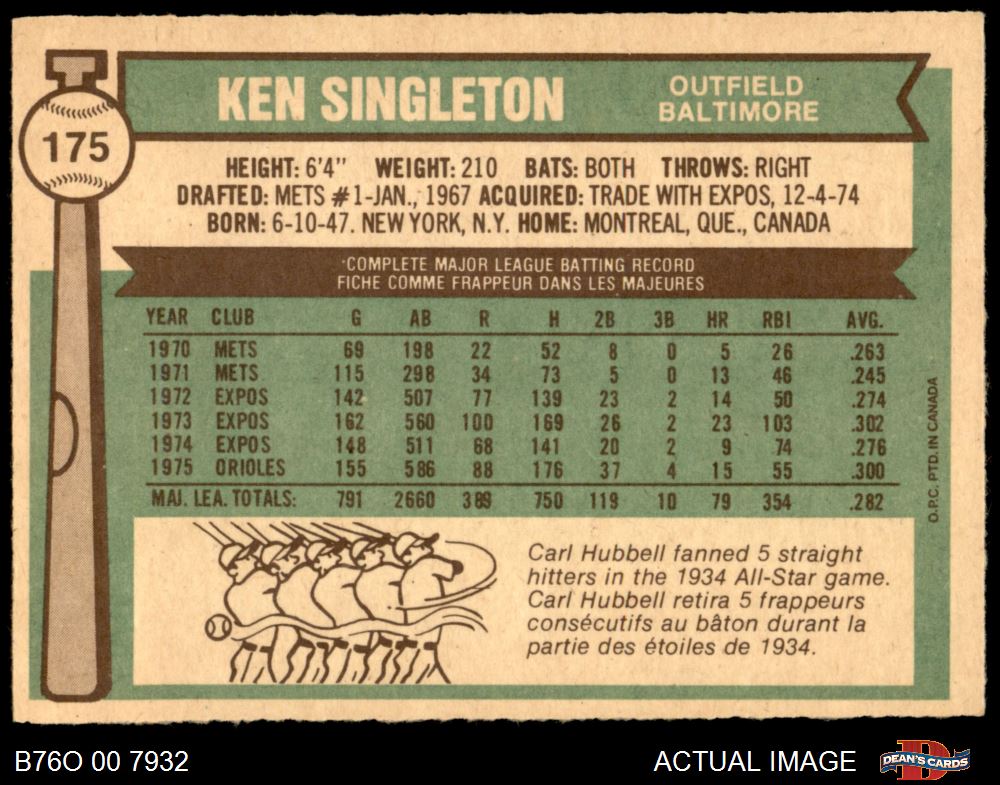 175
KEN SINGLETON
OUTFIELD
BALTIMORE
HEIGHT: 6'4" WEIGHT: 210 BATS: BOTH THROWS: RIGHT
DRAFTED: METS #1-JAN., 1967 ACQUIRED: TRADE WITH EXPOS, 12-4-74
BORN: 6-10-47. NEW YORK, N.Y. HOME: MONTREAL, QUE., CANADA
COMPLETE MAJOR LEAGUE BATTING RECORD
FICHE COMME FRAPPEUR DANS LES MAJEURES
YEAR CLUB G AB R H 2B 3B HR RBI AVG.
1970 METS 69 198 22 52 8 0 5 26 .263
1971 METS 115 298 34 73 5 0 13 46 .245
1972 EXPOS 142 507 77 139 23 2 14 50 .274
1973 EXPOS 162 560 100 169 26 2 23 103 .302
1974 EXPOS 148 511 68 141 20 2 9 74 .276
1975 ORIOLES 155 586 88 176 37 4 15 55 .300
MAJ. LEA. TOTALS: 791 2660 389 750 119 10 79 354 .282
O.P.C. PTD. IN CANADA
Carl Hubbell fanned 5 straight
hitters in the 1934 All-Star game.
Carl Hubbell retira 5 frappeurs
consécutifs au bâton durant la
partie des étoiles de 1934.
B76O 00 7932
ACTUAL IMAGE
DEAN'S CARDS